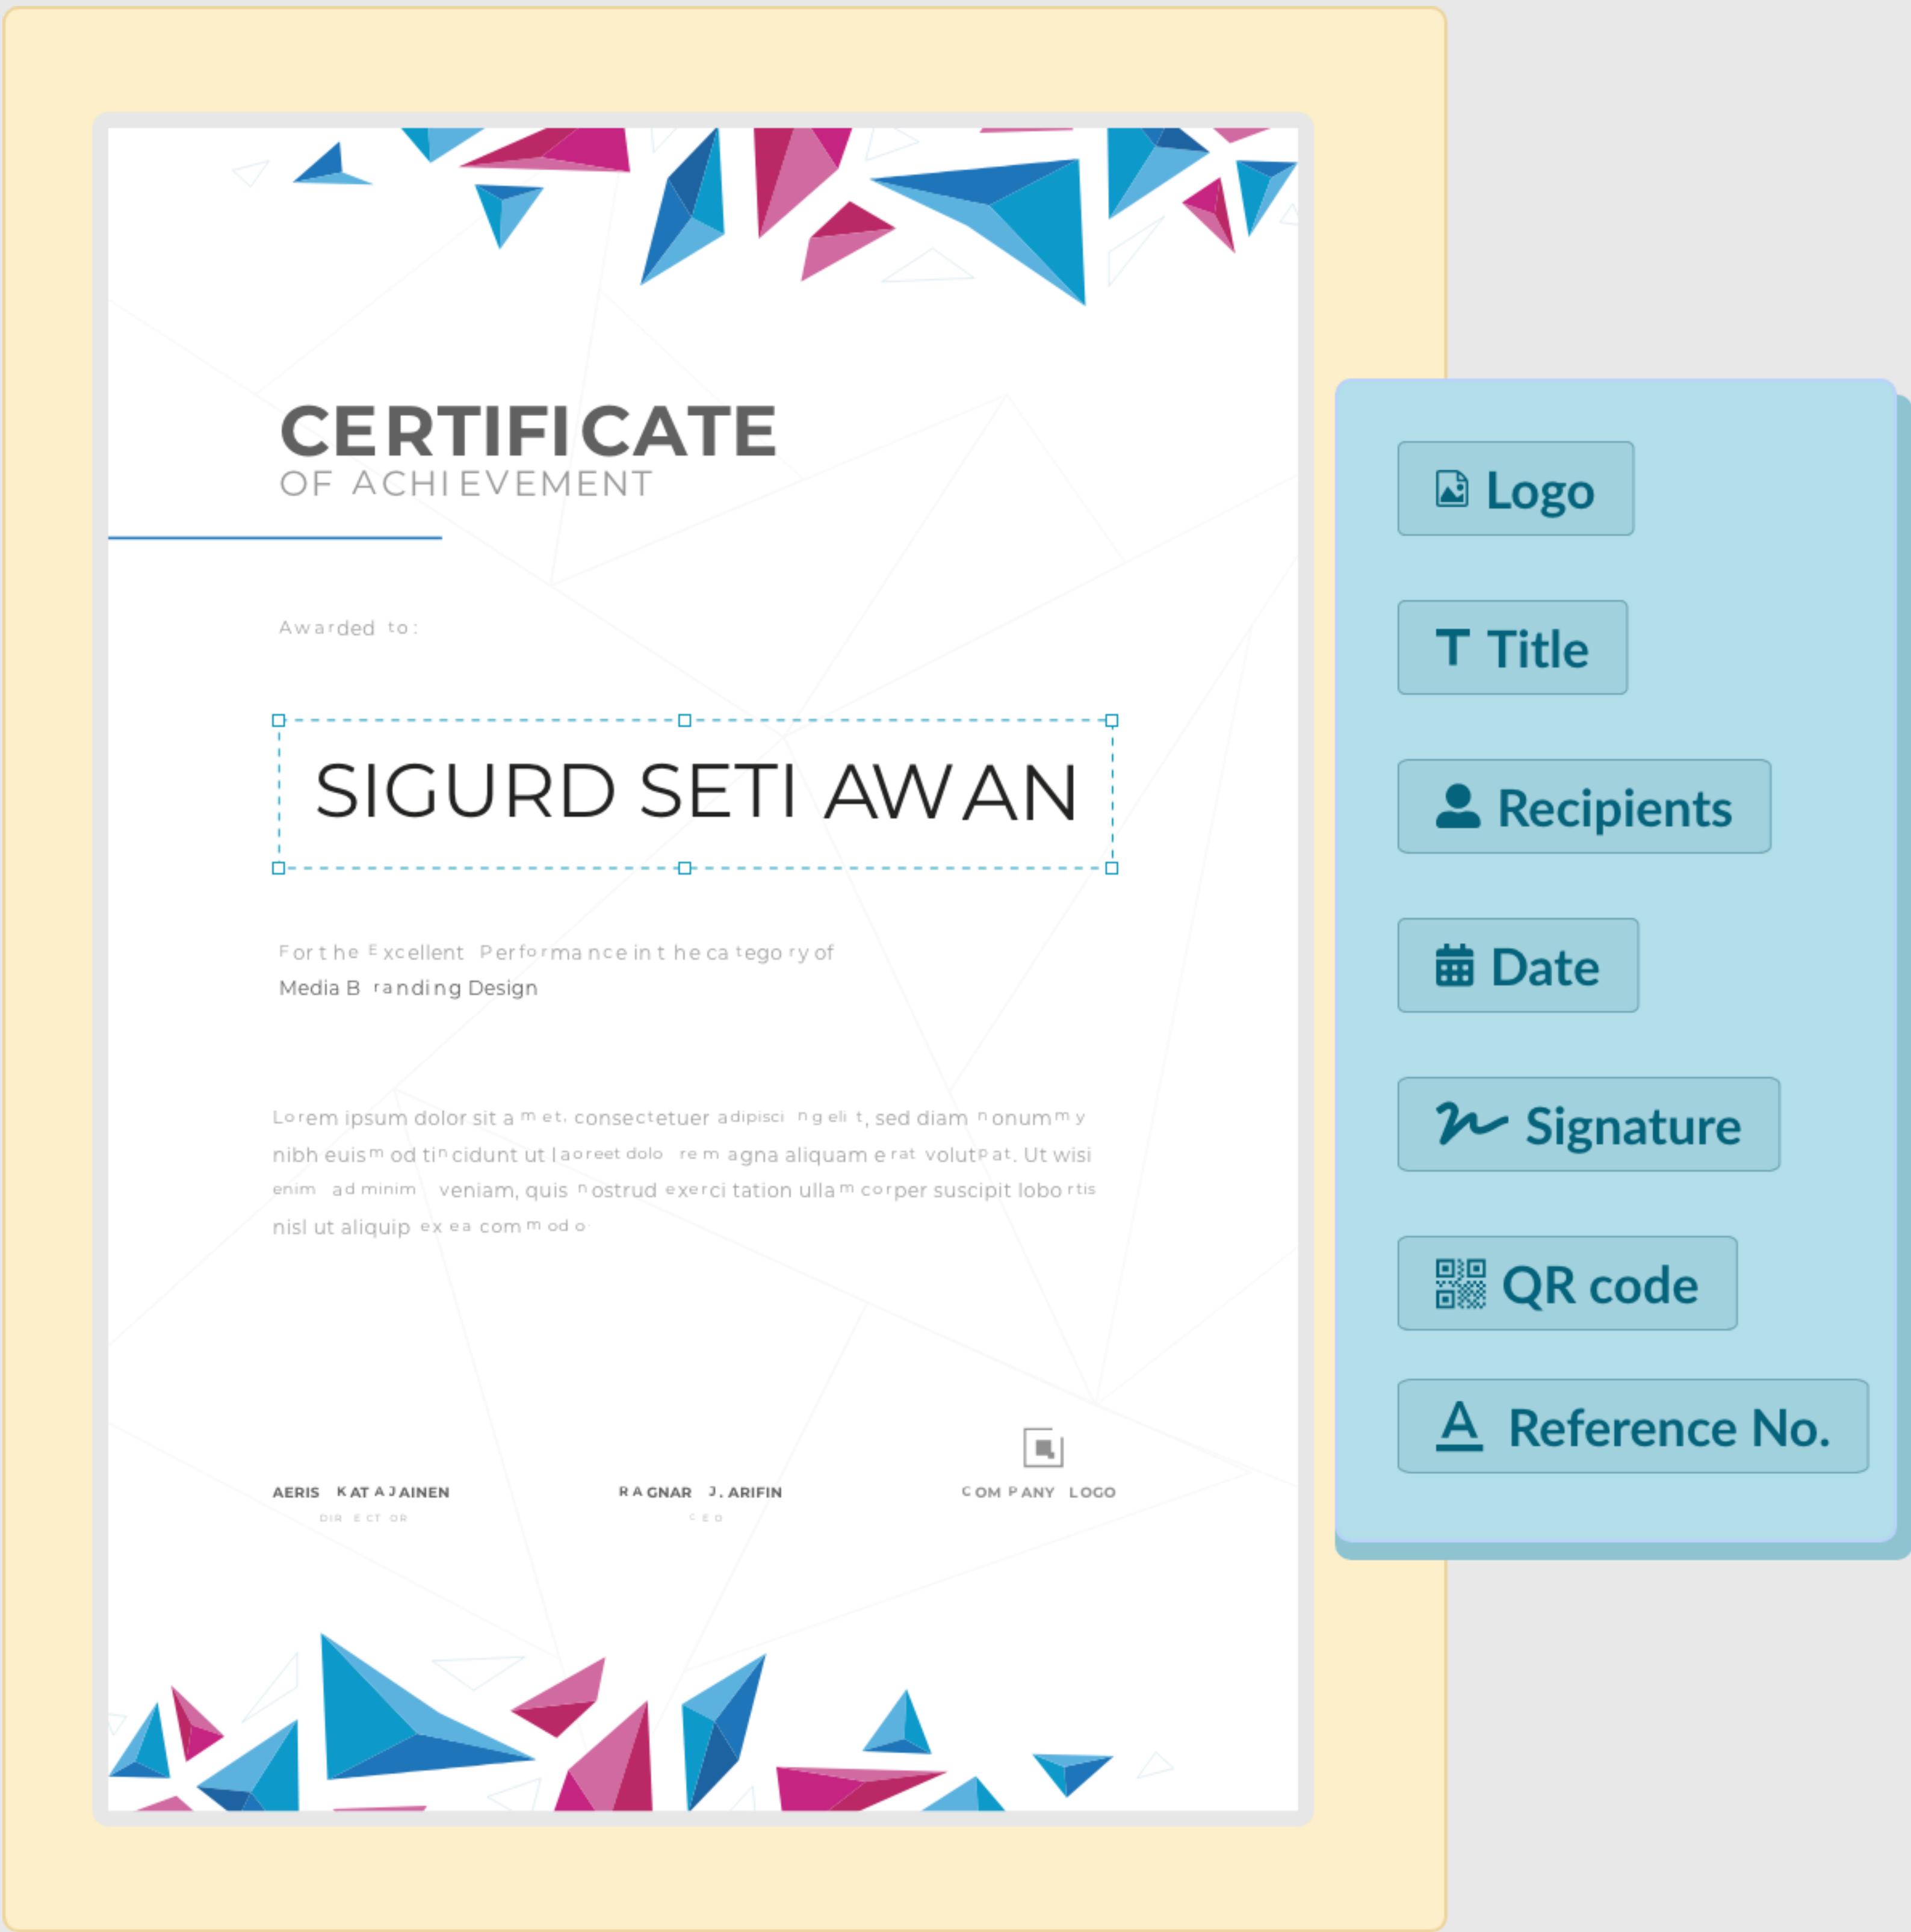 CERTIFICATE
OF ACHIEVEMENT
Awarded to:
SIGURD SETI AWAN
For the Excellent Performance in the category of
Media Branding Design
Lorem ipsum dolor sit amet, consectetuer adipiscing elit, sed diam nonummy
nibh euismod tincidunt ut laoreet dolore magna aliquam erat volutpat. Ut wisi
enim ad minim veniam, quis nostrud exerci tation ullamcorper suscipit lobortis
nisl ut aliquip ex ea commodo.
AERIS KATAJAINEN
DIRECTOR
RAGNAR J. ARIFIN
CEO
COMPANY LOGO
Logo
Title
Recipients
Date
Signature
QR code
A Reference No.